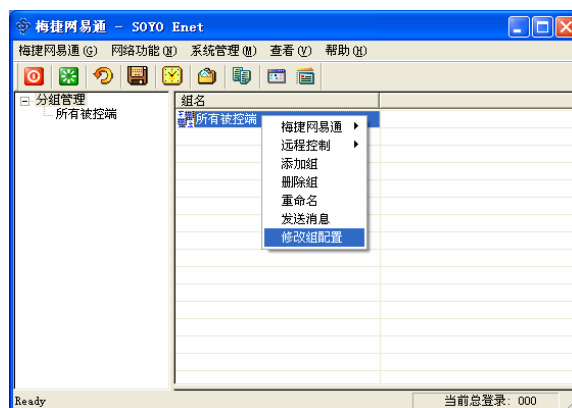 梅捷网易通 - SOYO Enet
梅捷网易通(G) 网络功能(N) 系统管理(M) 查看(V) 帮助(H)
分组管理
所有被控端
组名
所有被控端
梅捷网易通
远程控制
添加组
删除组
重命名
发送消息
修改组配置
Ready
当前总登录: 000